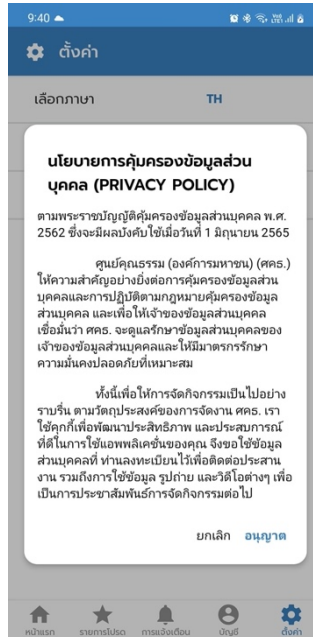 9:40
ตั้งค่า
เลือกภาษา TH
นโยบายการคุ้มครองข้อมูลส่วน
บุคคล (PRIVACY POLICY)
ตามพระราชบัญญัติคุ้มครองข้อมูลส่วนบุคคล พ.ศ.
2562 ซึ่งจะมีผลบังคับใช้เมื่อวันที่ 1 มิถุนายน 2565
ศูนย์คุณธรรม (องค์การมหาชน) (ศคธ.)
ให้ความสำคัญอย่างยิ่งต่อการคุ้มครองข้อมูลส่วน
บุคคลและการปฏิบัติตามกฎหมายคุ้มครองข้อมูล
ส่วนบุคคล และเพื่อให้เจ้าของข้อมูลส่วนบุคคล
เชื่อมั่นว่า ศคธ. จะดูแลรักษาข้อมูลส่วนบุคคลของ
เจ้าของข้อมูลส่วนบุคคลและให้มีมาตรการรักษา
ความมั่นคงปลอดภัยที่เหมาะสม
ทั้งนี้เพื่อให้การจัดกิจกรรมเป็นไปอย่าง
ราบรื่น ตามวัตถุประสงค์ของการจัดงาน ศคธ. เรา
ใช้คุกกี้เพื่อพัฒนาประสิทธิภาพ และประสบการณ์
ที่ดีในการใช้แอพพลิเคชั่นของคุณ จึงขอใช้ข้อมูล
ส่วนบุคคลที่ ท่านลงทะเบียนไว้เพื่อติดต่อประสาน
งาน รวมถึงการใช้ข้อมูล รูปถ่าย และวิดีโอต่างๆ เพื่อ
เป็นการประชาสัมพันธ์การจัดกิจกรรมต่อไป
ยกเลิก อนุญาต
หน้าแรก รายการโปรด การแจ้งเตือน บัญชี ตั้งค่า